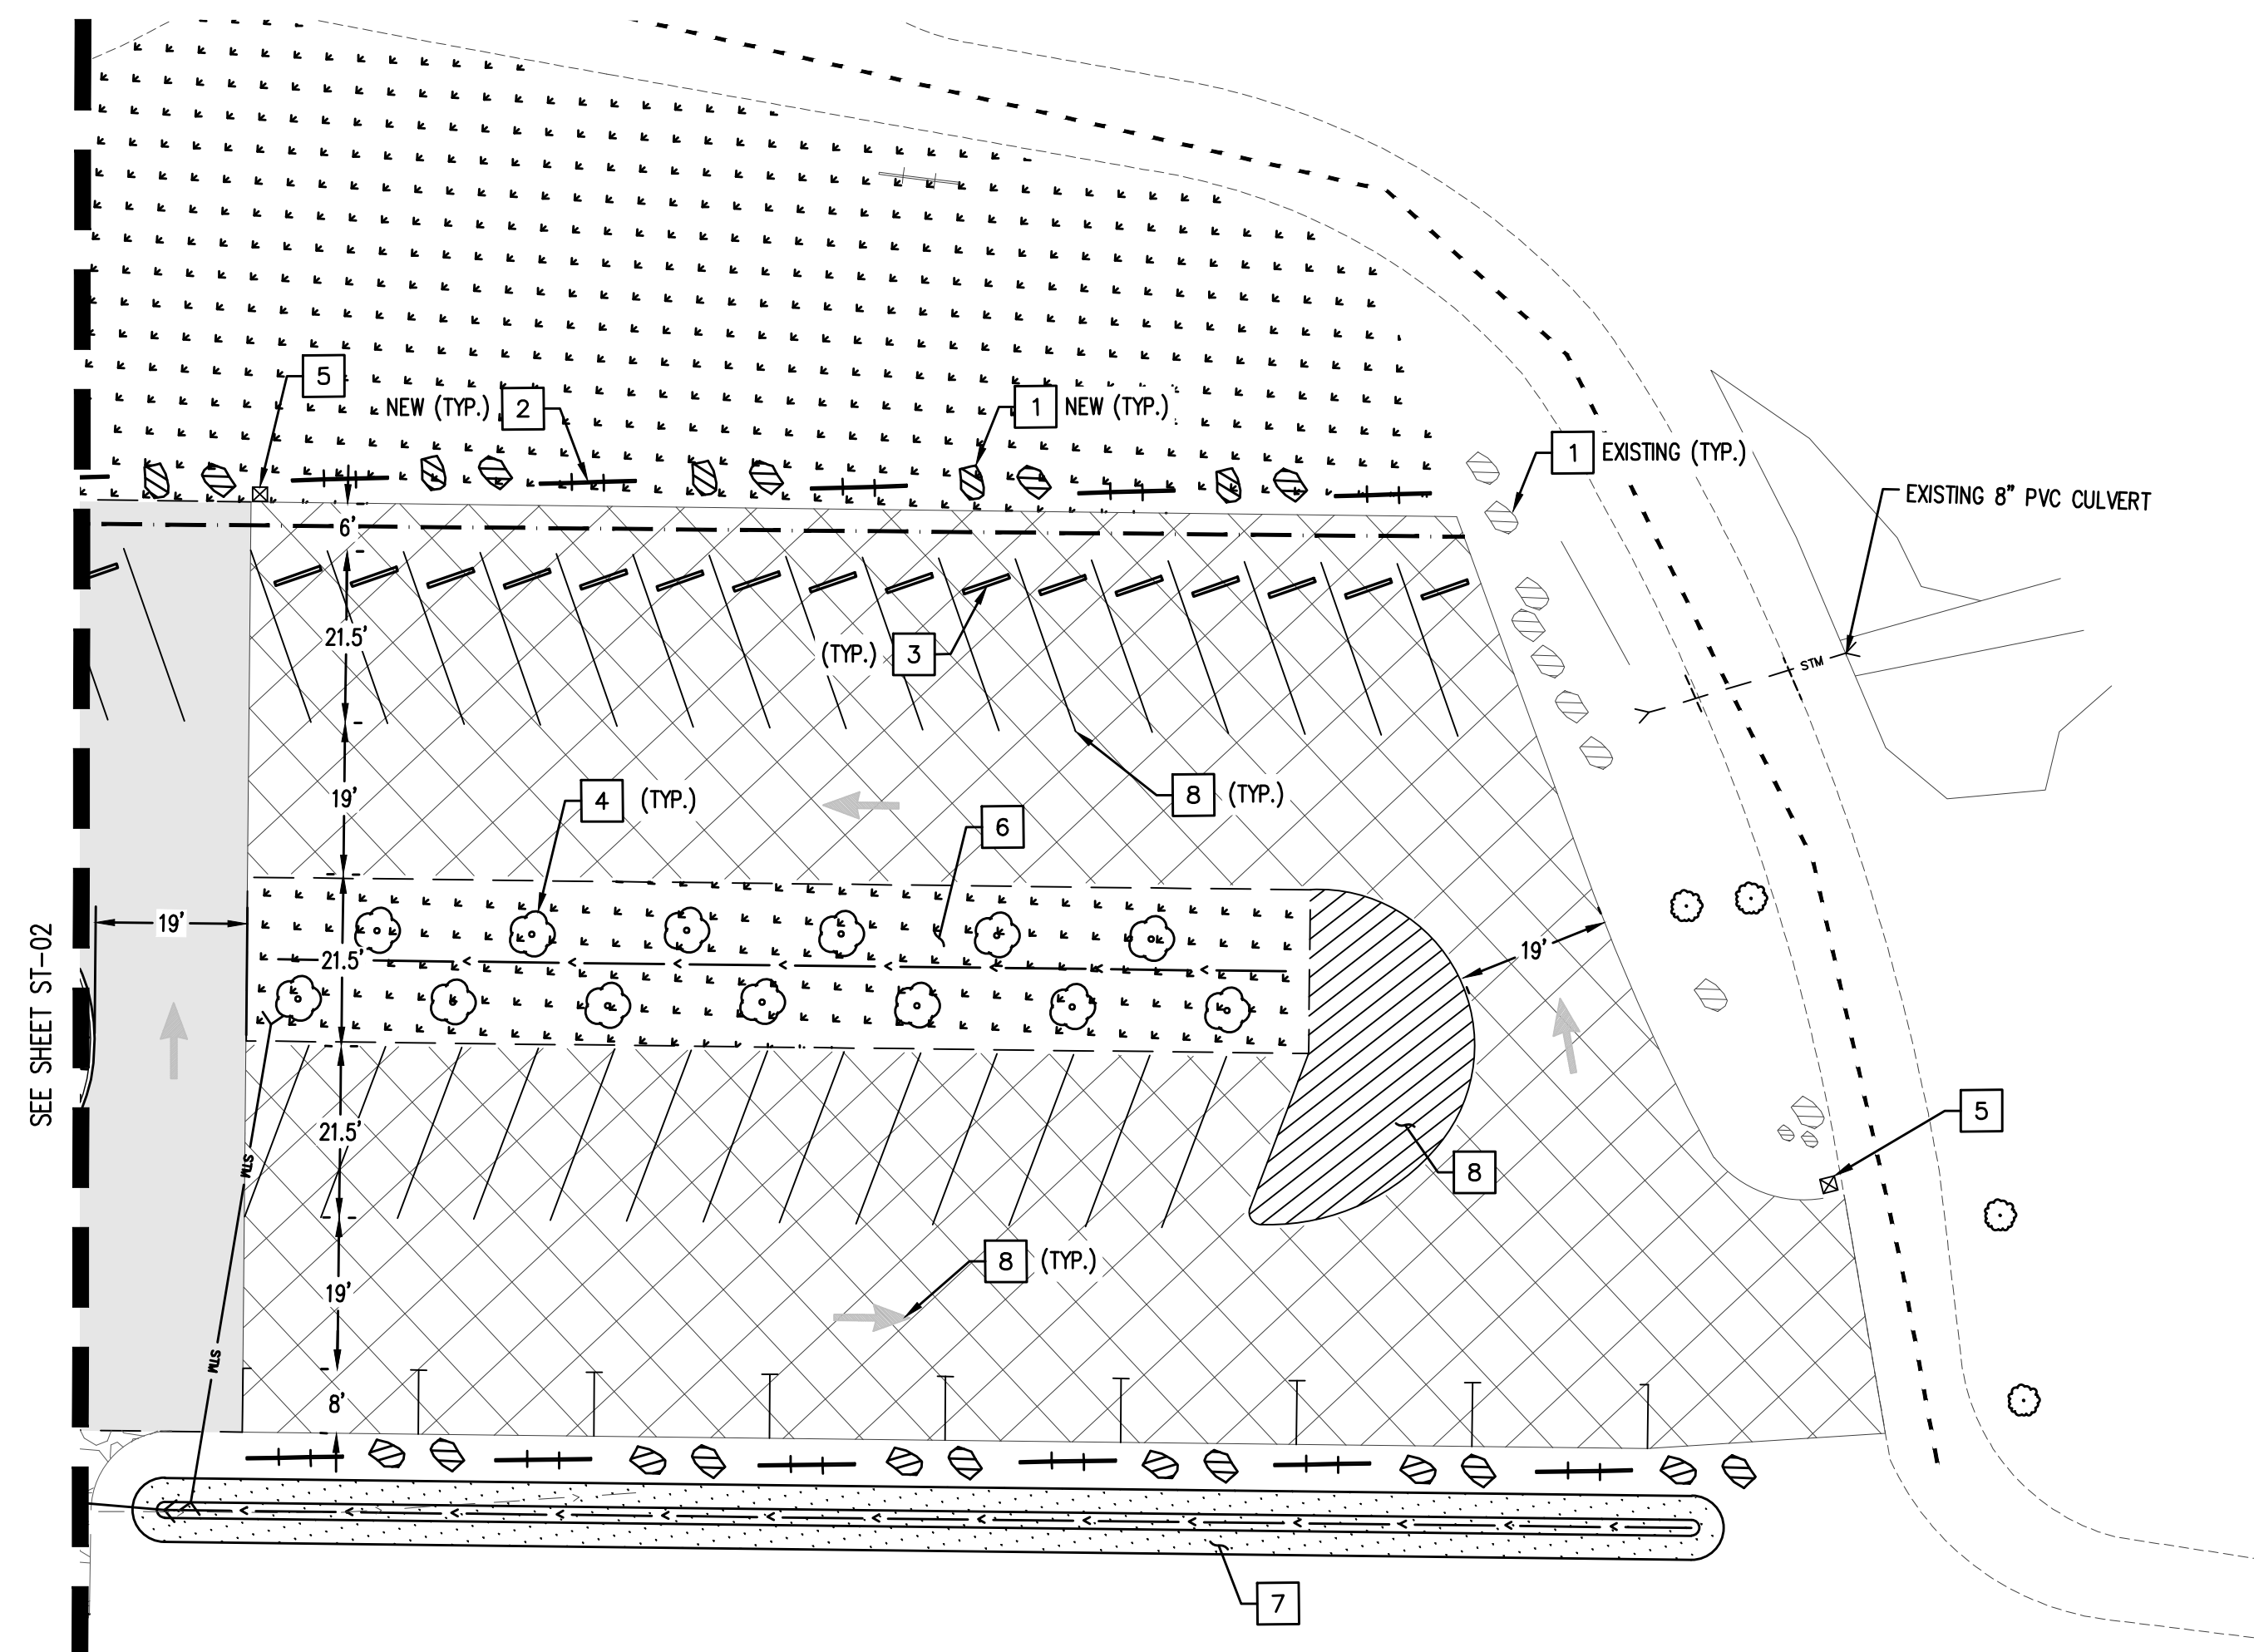 5
NEW (TYP.) 2
1 NEW (TYP.)
1 EXISTING (TYP.)
EXISTING 8" PVC CULVERT
6'
21.5'
(TYP.) 3
STM
19'
4 (TYP.)
8 (TYP.)
6
SEE SHEET ST-02
19'
21.5'
19'
21.5'
5
STM
8
8 (TYP.)
19'
STM
8'
7